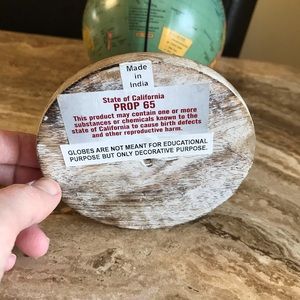 Made
in
India
State of California
PROP 65
This product may contain one or more
substances or chemicals known to the
state of California to cause birth defects
and other reproductive harm.
GLOBES ARE NOT MEANT FOR EDUCATIONAL
PURPOSE BUT ONLY DECORATIVE PURPOSE.